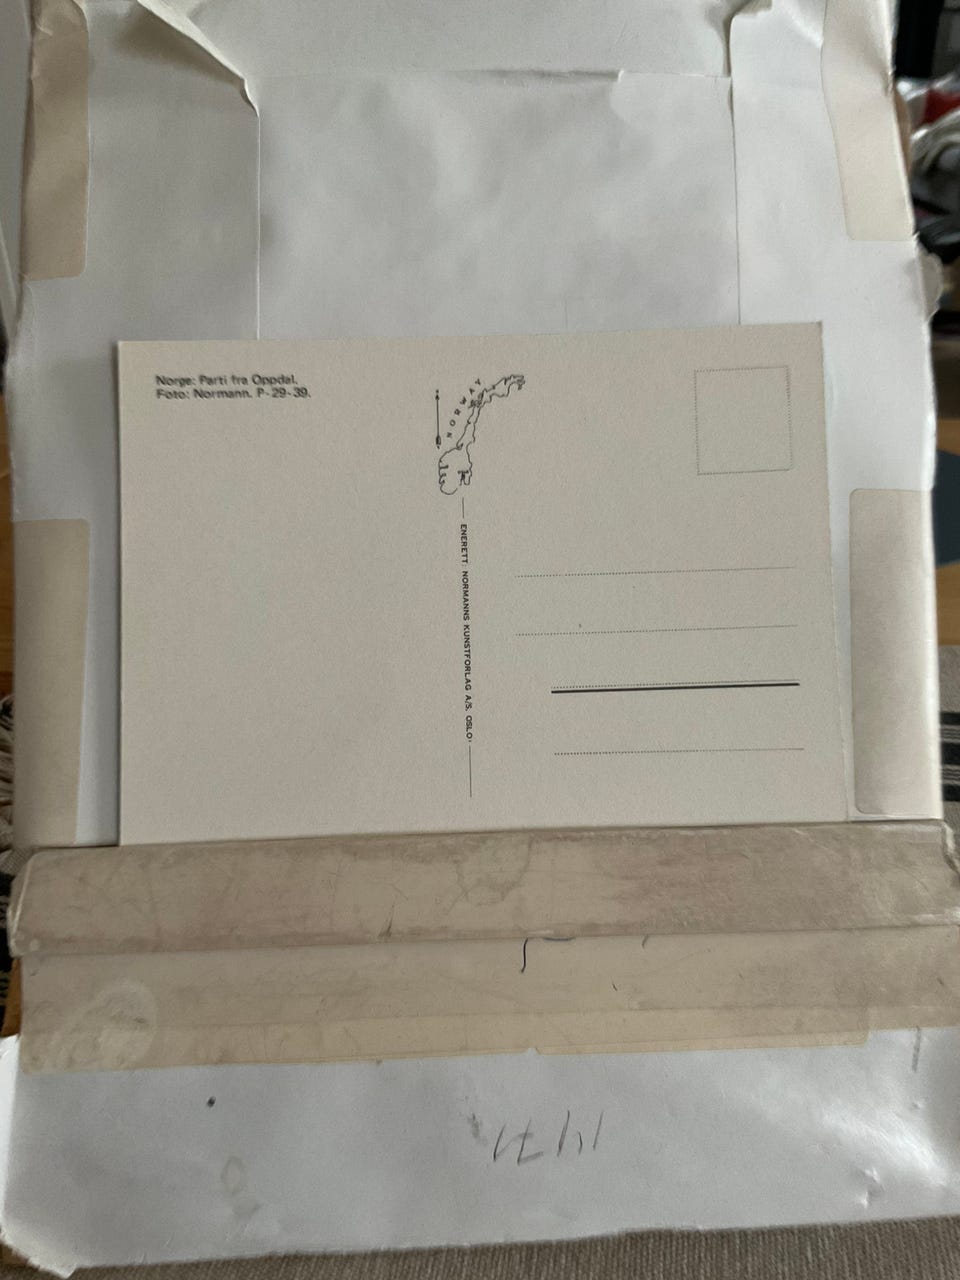 Norge: Parti fra Oppdal.
Foto: Normann. P-29-39.
NORWAY
ENERETT: NORMANNS KUNSTFORLAG A/S. OSLO